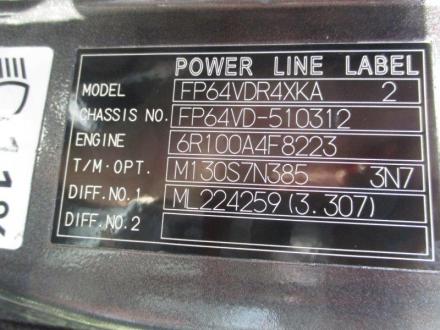 POWER LINE LABEL
MODEL FP64VDR4XKA 2
CHASSIS NO. FP64VD-510312
ENGINE 6R100A4F8223
T/M·OPT. M130S7N385 3N7
DIFF.NO.1 ML224259(3.307)
DIFF.NO.2